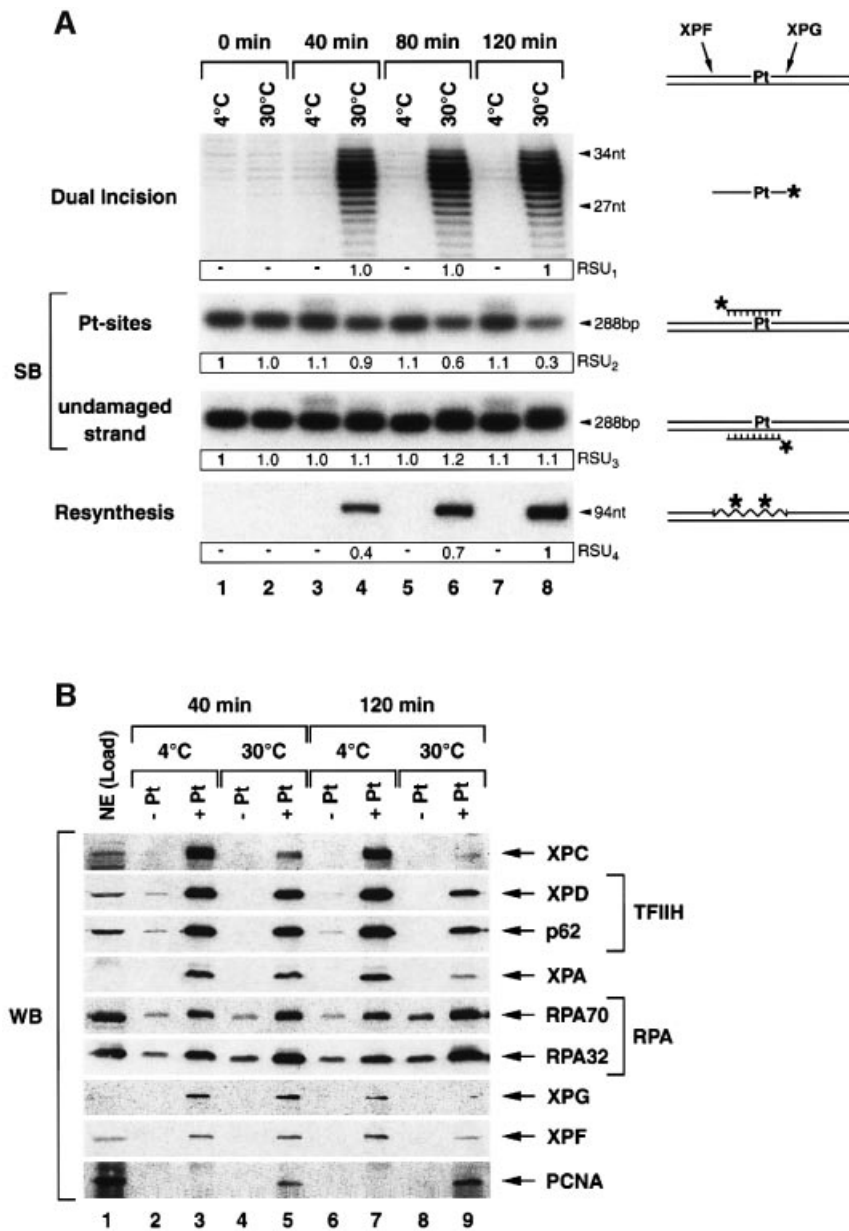 A
0 min 40 min 80 min 120 min
4°C 30°C 4°C 30°C 4°C 30°C 4°C 30°C
XPF XPG
Pt
Dual Incision
34nt
27nt
Pt *
- - - 1.0 - 1.0 - 1 RSU1
SB
Pt-sites
288bp
*
Pt
1 1.0 1.1 0.9 1.1 0.6 1.1 0.3 RSU2
undamaged
strand
288bp
Pt
*
1 1.0 1.0 1.1 1.0 1.2 1.1 1.1 RSU3
Resynthesis
94nt
* *
- - - 0.4 - 0.7 - 1 RSU4
1 2 3 4 5 6 7 8
B
40 min 120 min
4°C 30°C 4°C 30°C
NE (Load) - Pt + Pt - Pt + Pt - Pt + Pt - Pt + Pt
WB
XPC
XPD
TFIIH
p62
XPA
RPA70
RPA
RPA32
XPG
XPF
PCNA
1 2 3 4 5 6 7 8 9